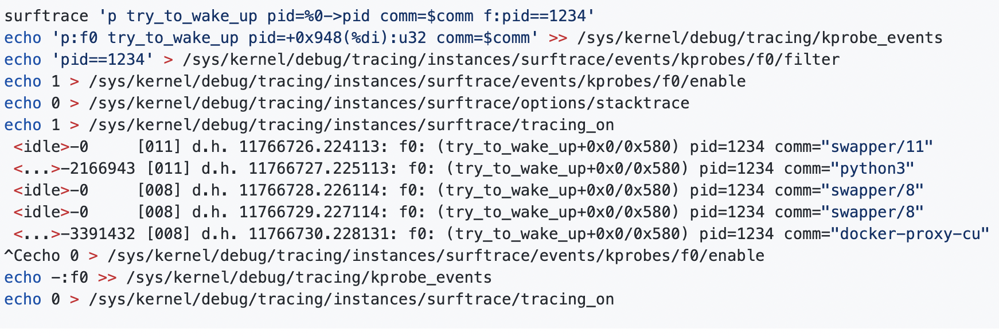 surftrace 'p try_to_wake_up pid=%0->pid comm=$comm f:pid==1234'
echo 'p:f0 try_to_wake_up pid=+0x948(%di):u32 comm=$comm' >> /sys/kernel/debug/tracing/kprobe_events
echo 'pid==1234' > /sys/kernel/debug/tracing/instances/surftrace/events/kprobes/f0/filter
echo 1 > /sys/kernel/debug/tracing/instances/surftrace/events/kprobes/f0/enable
echo 0 > /sys/kernel/debug/tracing/instances/surftrace/options/stacktrace
echo 1 > /sys/kernel/debug/tracing/instances/surftrace/tracing_on
 <idle>-0     [011] d.h. 11766726.224113: f0: (try_to_wake_up+0x0/0x580) pid=1234 comm="swapper/11"
 <...>-2166943 [011] d.h. 11766727.225113: f0: (try_to_wake_up+0x0/0x580) pid=1234 comm="python3"
 <idle>-0     [008] d.h. 11766728.226114: f0: (try_to_wake_up+0x0/0x580) pid=1234 comm="swapper/8"
 <idle>-0     [008] d.h. 11766729.227114: f0: (try_to_wake_up+0x0/0x580) pid=1234 comm="swapper/8"
 <...>-3391432 [008] d.h. 11766730.228131: f0: (try_to_wake_up+0x0/0x580) pid=1234 comm="docker-proxy-cu"
^Cecho 0 > /sys/kernel/debug/tracing/instances/surftrace/events/kprobes/f0/enable
echo -:f0 >> /sys/kernel/debug/tracing/kprobe_events
echo 0 > /sys/kernel/debug/tracing/instances/surftrace/tracing_on